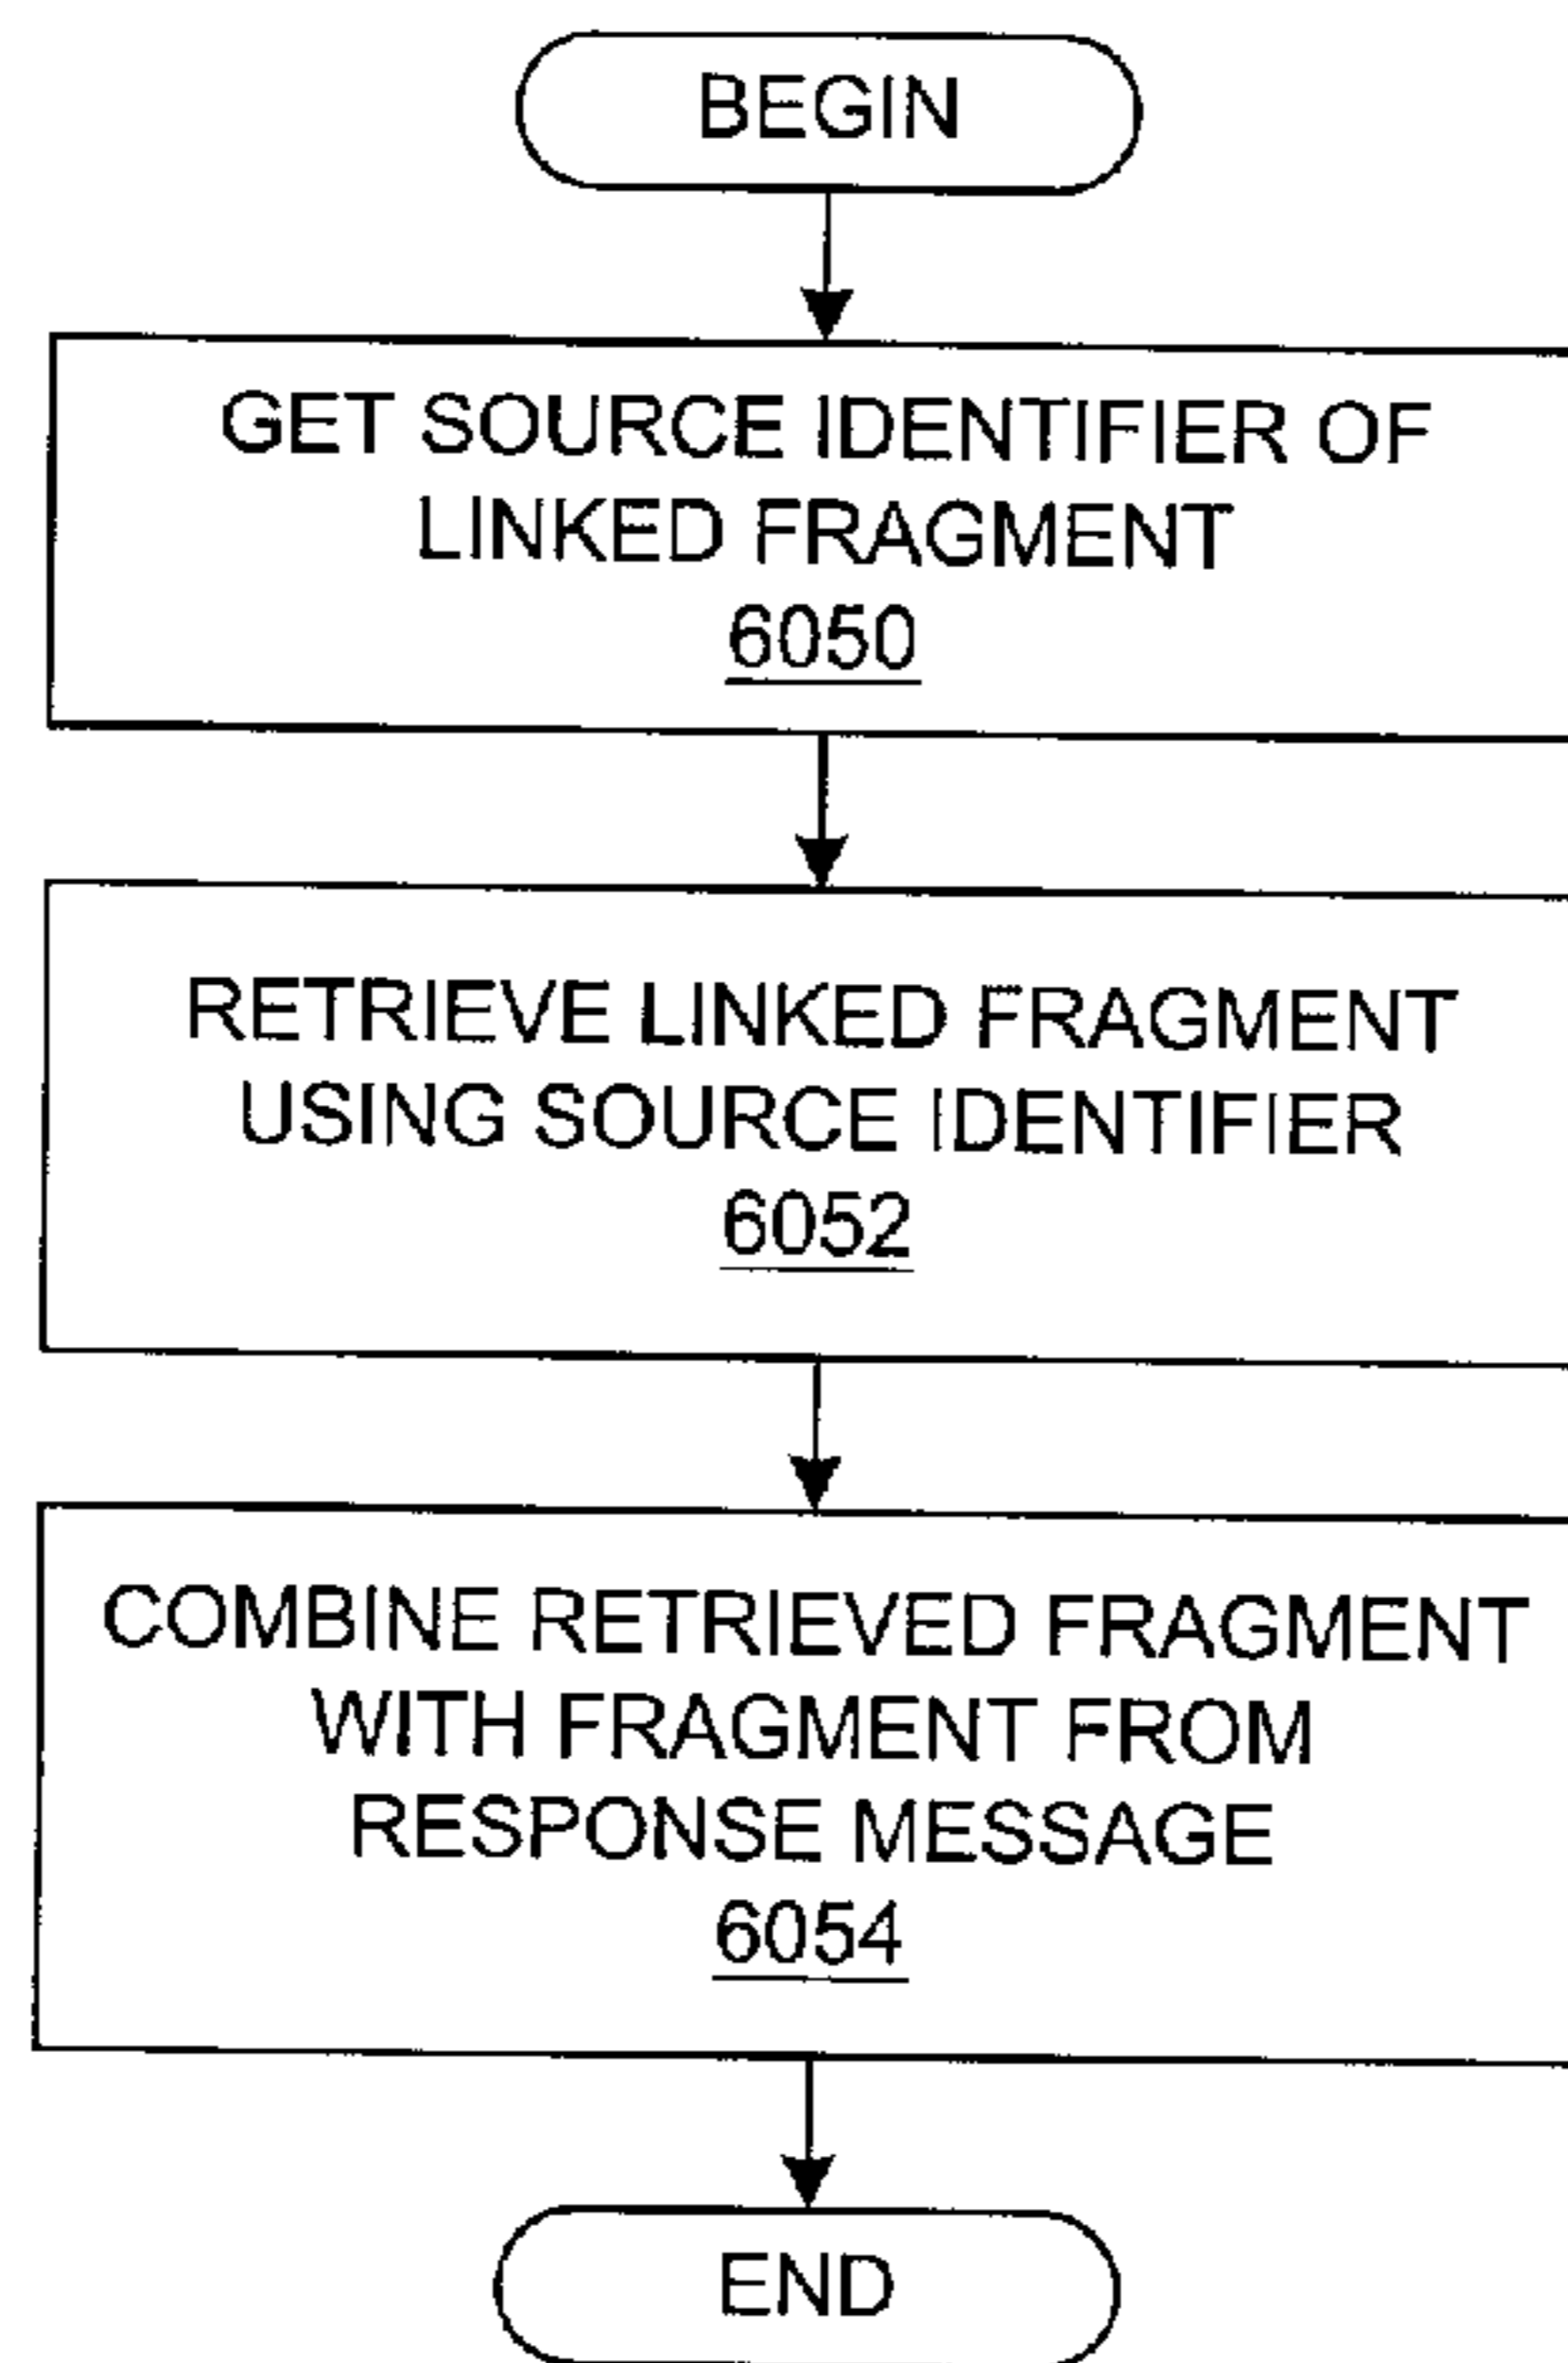 BEGIN
GET SOURCE IDENTIFIER OF
LINKED FRAGMENT
6050
RETRIEVE LINKED FRAGMENT
USING SOURCE IDENTIFIER
6052
COMBINE RETRIEVED FRAGMENT
WITH FRAGMENT FROM
RESPONSE MESSAGE
6054
END